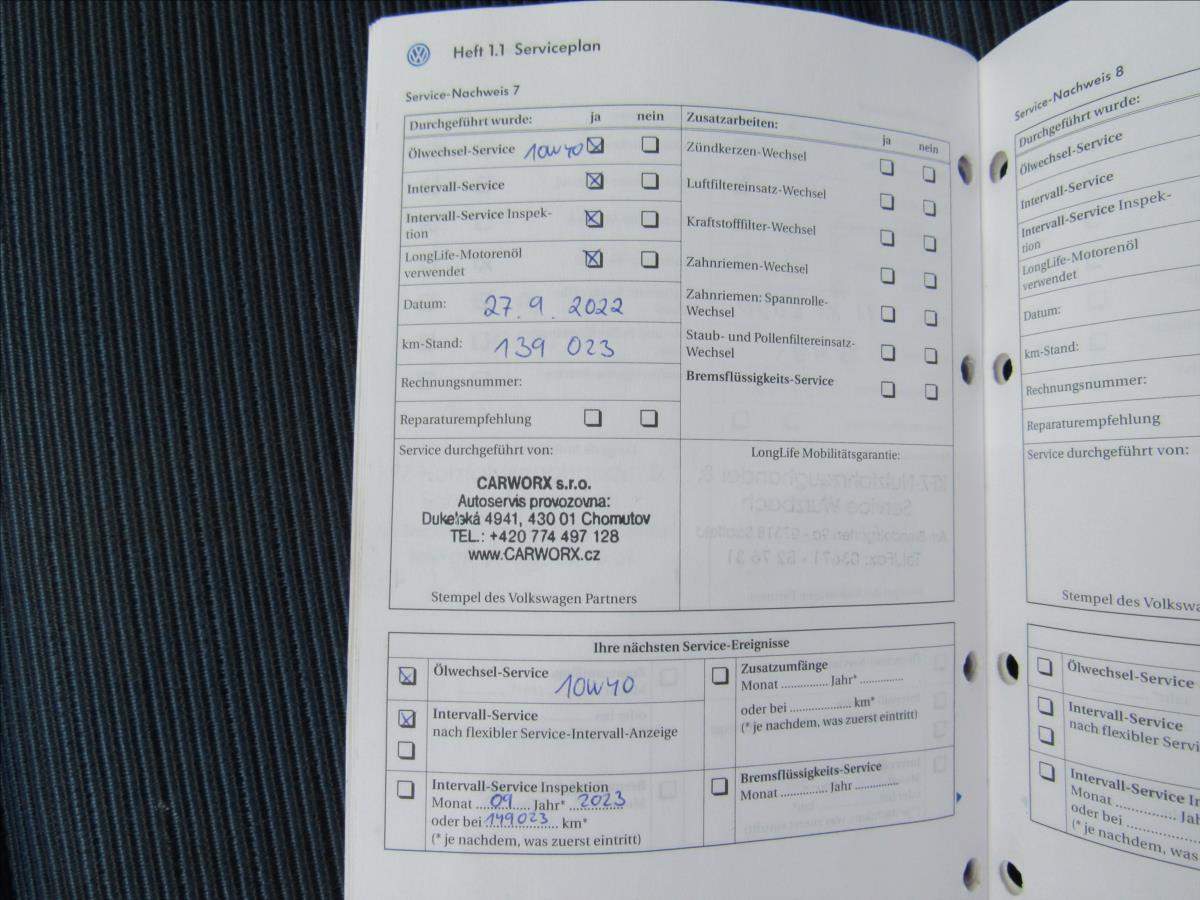 Heft 1.1 Serviceplan
Service-Nachweis 7
Durchgeführt wurde: ja nein
Ölwechsel-Service 10W40
Intervall-Service
Intervall-Service Inspek-
tion
LongLife-Motorenöl
verwendet
Datum: 27. 9. 2022
km-Stand: 139 023
Rechnungsnummer:
Reparaturempfehlung
Zusatzarbeiten:
ja nein
Zündkerzen-Wechsel
Luftfiltereinsatz-Wechsel
Kraftstofffilter-Wechsel
Zahnriemen-Wechsel
Zahnriemen: Spannrolle-
Wechsel
Staub- und Pollenfiltereinsatz-
Wechsel
Bremsflüssigkeits-Service
Service durchgeführt von:
CARWORX s.r.o.
Autoservis provozovna:
Dukelská 4941, 430 01 Chomutov
TEL.: +420 774 497 128
www.CARWORX.cz
Stempel des Volkswagen Partners
LongLife Mobilitätsgarantie:
Ihre nächsten Service-Ereignisse
Ölwechsel-Service
10W40
Intervall-Service
nach flexibler Service-Intervall-Anzeige
Intervall-Service Inspektion
Monat 09 Jahr* 2023
oder bei 149023 km*
(* je nachdem, was zuerst eintritt)
Zusatzumfänge
Monat .............. Jahr* .............
oder bei .................... km*
(* je nachdem, was zuerst eintritt)
Bremsflüssigkeits-Service
Monat .............. Jahr .............
Service-Nachweis 8
Durchgeführt wurde:
Ölwechsel-Service
Intervall-Service
Intervall-Service Inspek-
tion
LongLife-Motorenöl
verwendet
Datum:
km-Stand:
Rechnungsnummer:
Reparaturempfehlung
Service durchgeführt von:
Stempel des Volksw
Ölwechsel-Service
Intervall-Service
nach flexibler Servi
Intervall-Service I
Monat .............. Jah
oder bei ..............
(* je nachdem, was